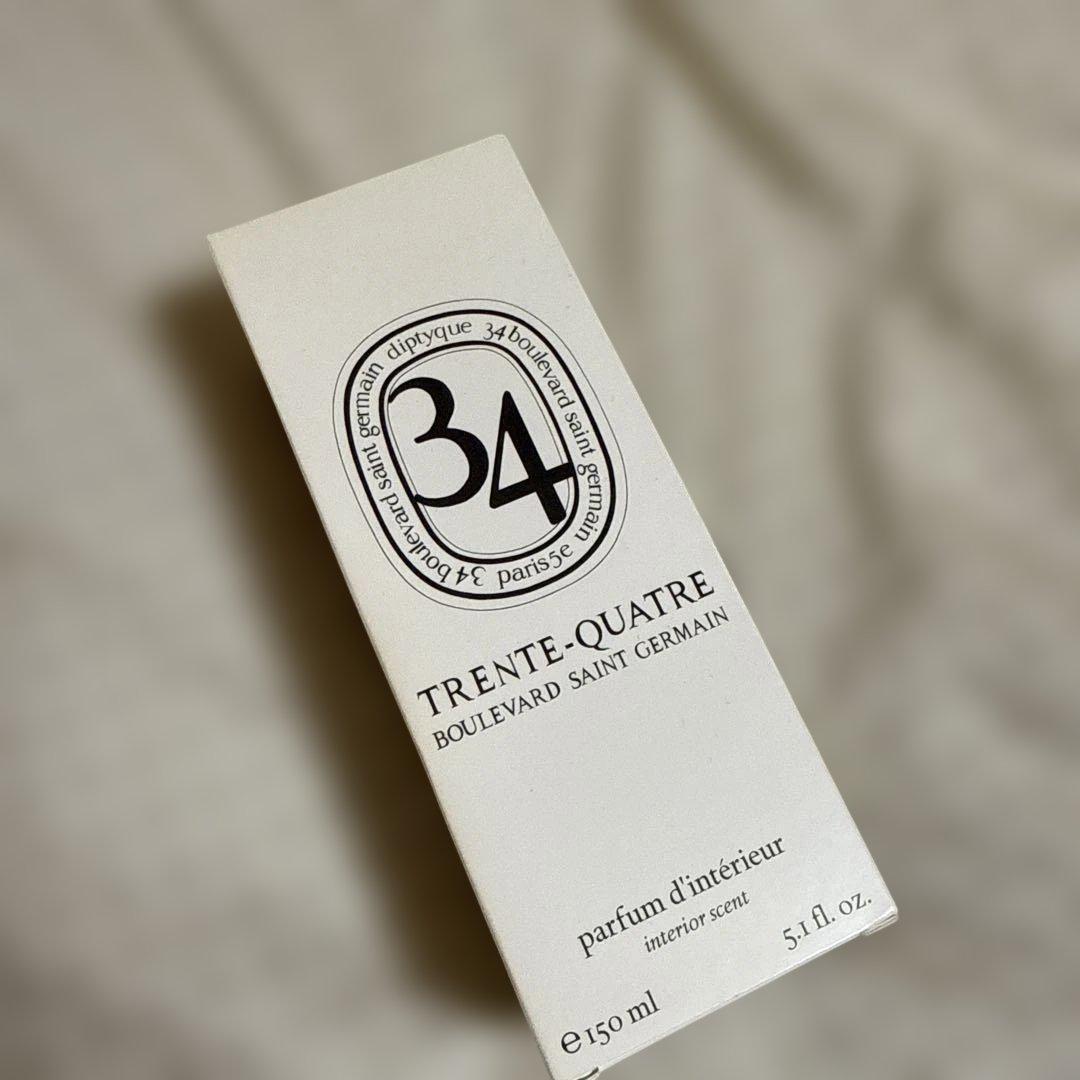 diptyque 34 boulevard saint germain paris5e 34 boulevard saint germain
34
TRENTE-QUATRE
BOULEVARD SAINT GERMAIN
parfum d'intérieur
interior scent
5.1 fl. oz.
e 150 ml